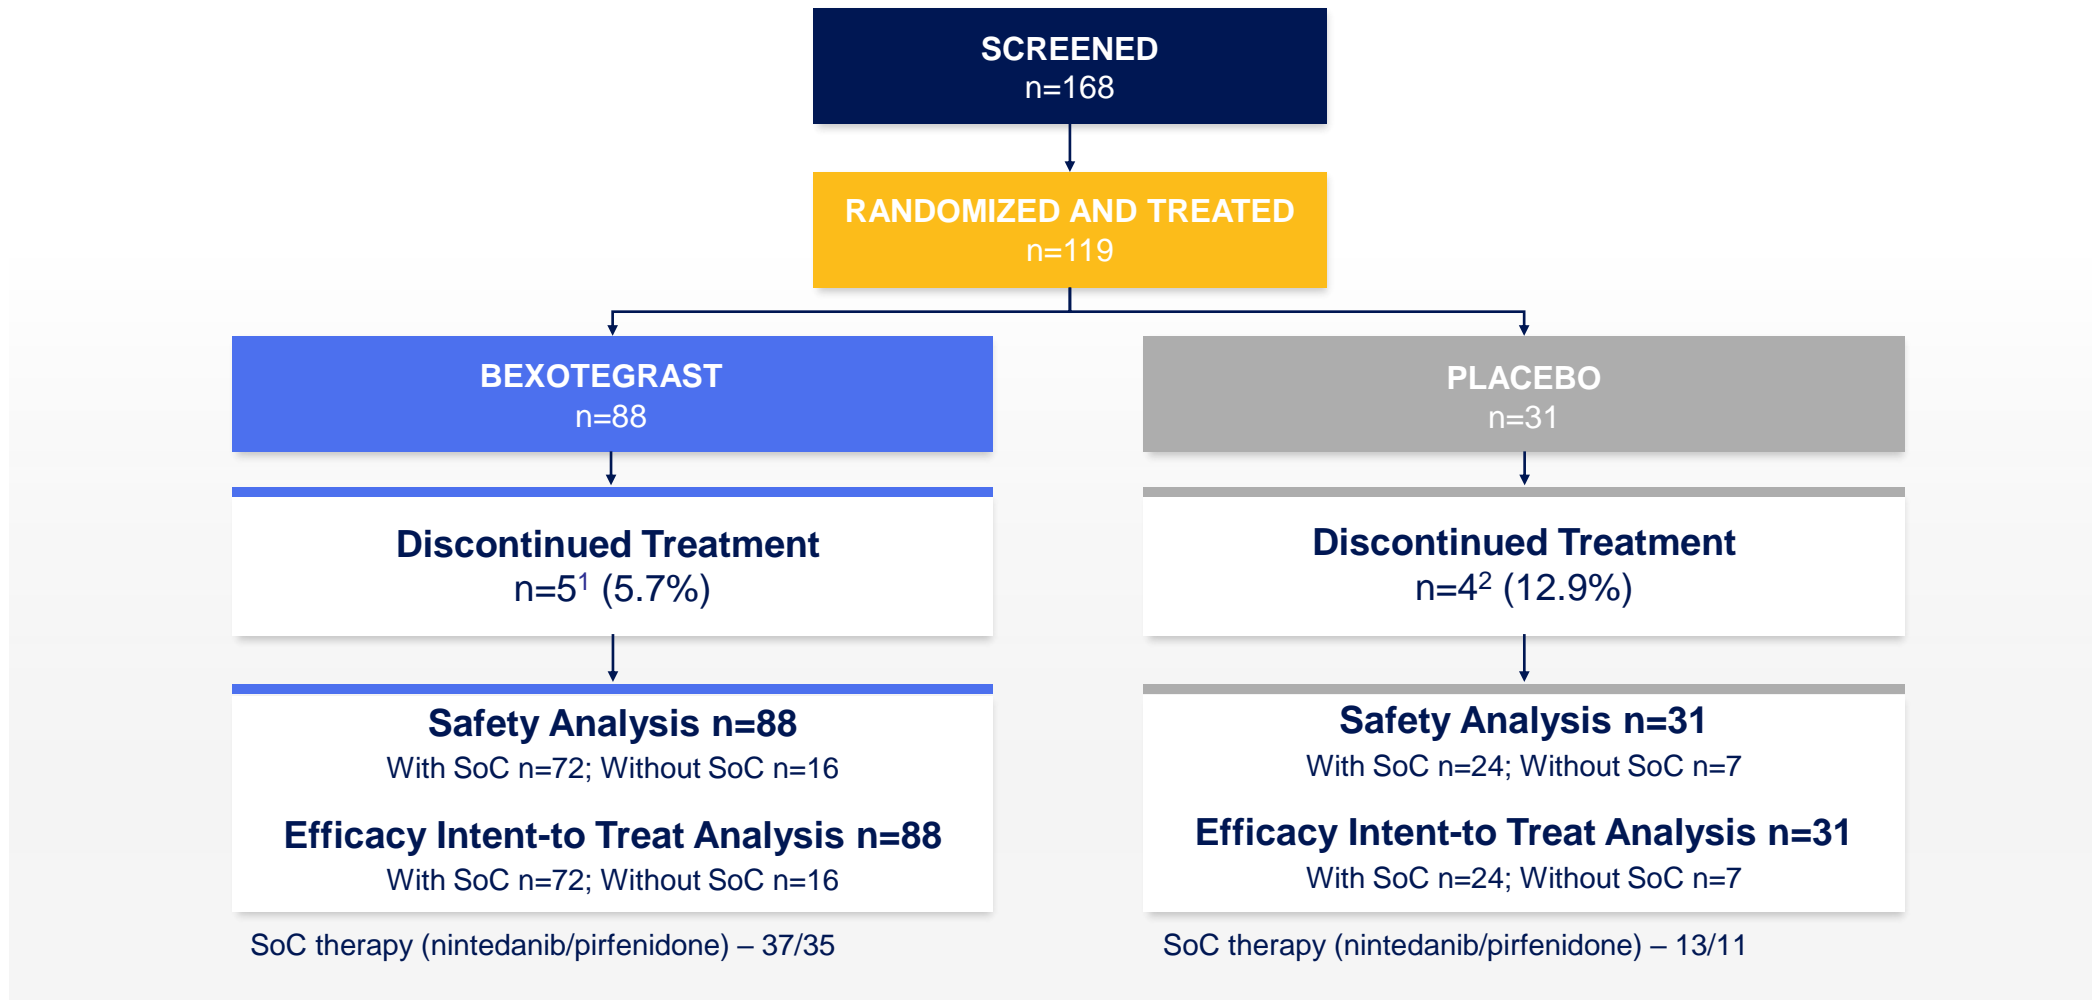 SCREENED
n=168
RANDOMIZED AND TREATED
n=119
BEXOTEGRAST
n=88
PLACEBO
n=31
Discontinued Treatment
n=5¹ (5.7%)
Discontinued Treatment
n=4² (12.9%)
Safety Analysis n=88
With SoC n=72; Without SoC n=16
Efficacy Intent-to Treat Analysis n=88
With SoC n=72; Without SoC n=16
Safety Analysis n=31
With SoC n=24; Without SoC n=7
Efficacy Intent-to Treat Analysis n=31
With SoC n=24; Without SoC n=7
SoC therapy (nintedanib/pirfenidone) – 37/35
SoC therapy (nintedanib/pirfenidone) – 13/11